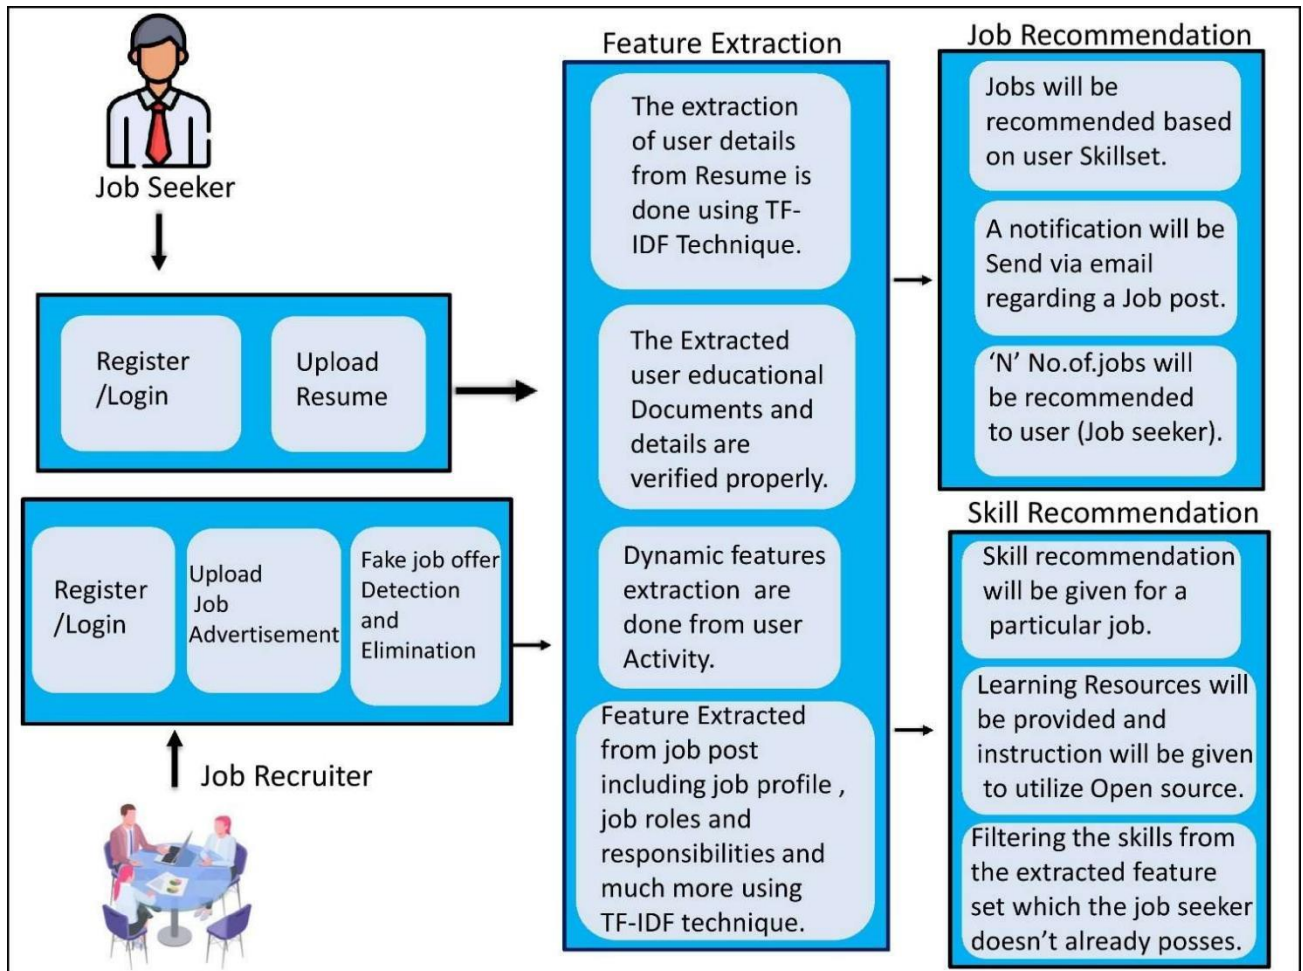 Job Seeker
Register
/Login
Upload
Resume
Register
/Login
Upload
Job
Advertisement
Fake job offer
Detection
and
Elimination
Job Recruiter
Feature Extraction
The extraction
of user details
from Resume is
done using TF-
IDF Technique.
The Extracted
user educational
Documents and
details are
verified properly.
Dynamic features
extraction are
done from user
Activity.
Feature Extracted
from job post
including job profile ,
job roles and
responsibilities and
much more using
TF-IDF technique.
Job Recommendation
Jobs will be
recommended based
on user Skillset.
A notification will be
Send via email
regarding a Job post.
‘N’ No.of.jobs will
be recommended
to user (Job seeker).
Skill Recommendation
Skill recommendation
will be given for a
particular job.
Learning Resources will
be provided and
instruction will be given
to utilize Open source.
Filtering the skills from
the extracted feature
set which the job seeker
doesn’t already posses.